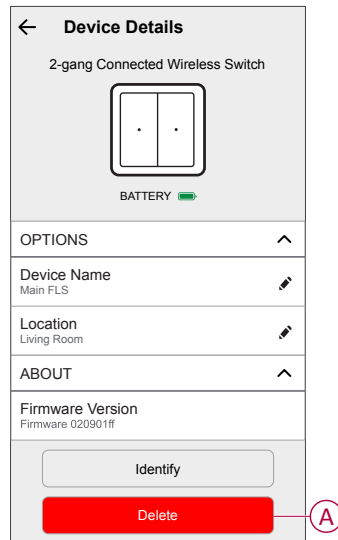 Device Details
2-gang Connected Wireless Switch
BATTERY
OPTIONS
Device Name
Main FLS
Location
Living Room
ABOUT
Firmware Version
Firmware 020901ff
Identify
Delete
A